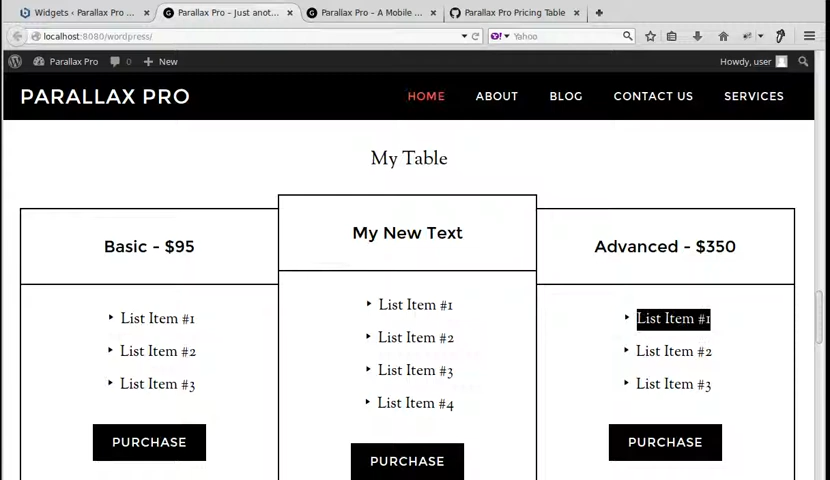 Widgets ‹ Parallax Pro ...
Parallax Pro – Just anot...
Parallax Pro – A Mobile ...
Parallax Pro Pricing Table
localhost:8080/wordpress/
Yahoo
Parallax Pro
0
New
Howdy, user
PARALLAX PRO
HOME
ABOUT
BLOG
CONTACT US
SERVICES
My Table
Basic - $95
List Item #1
List Item #2
List Item #3
PURCHASE
My New Text
List Item #1
List Item #2
List Item #3
List Item #4
PURCHASE
Advanced - $350
List Item #1
List Item #2
List Item #3
PURCHASE